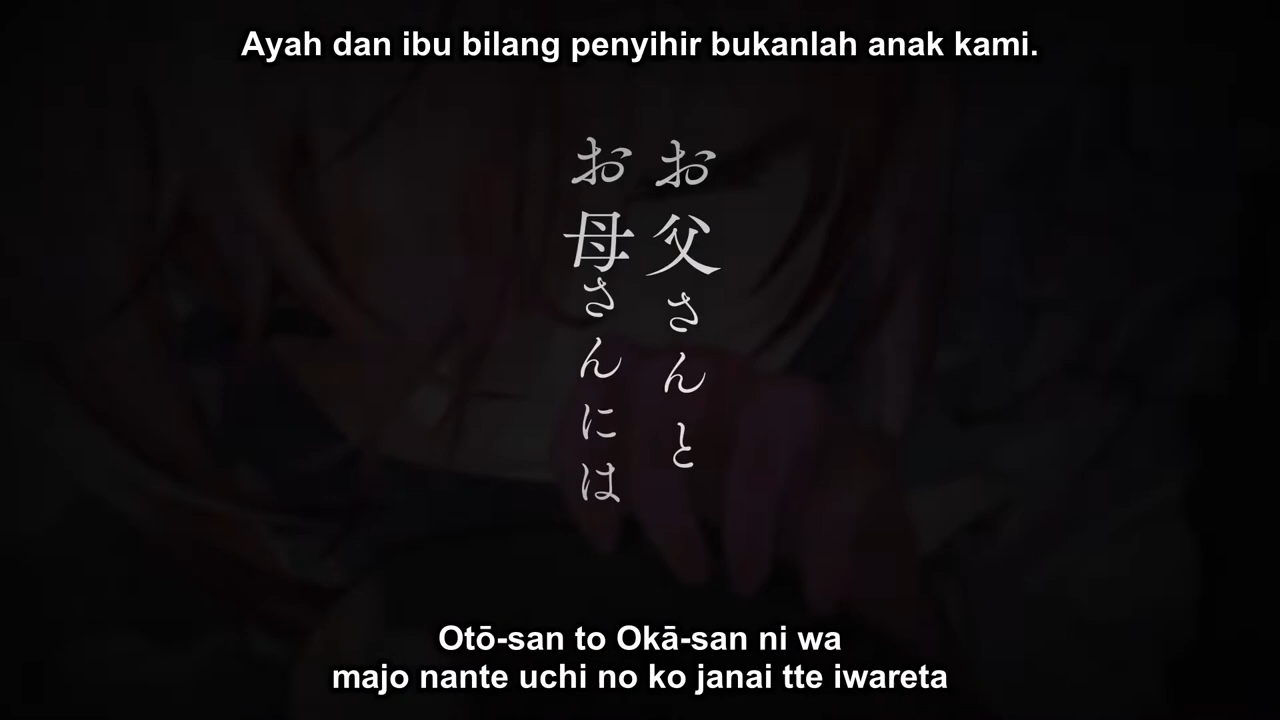 Ayah dan ibu bilang penyihir bukanlah anak kami.
お父さんと
お母さんには
Otō-san to Okā-san ni wa
majo nante uchi no ko janai tte iwareta